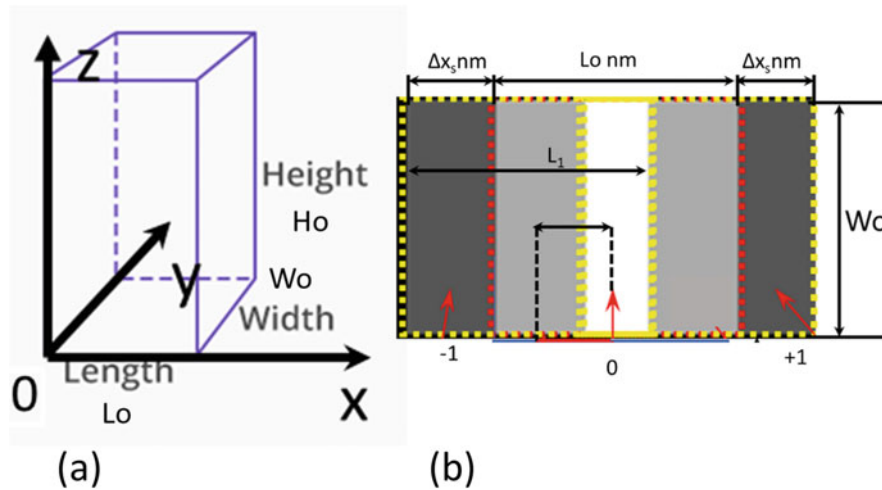 Z
Height
Ho
Y
Wo
Width
0
Length
X
Lo
(a)
Δxₛnm
Lo nm
Δxₛnm
L₁
Wo
-1
0
+1
(b)